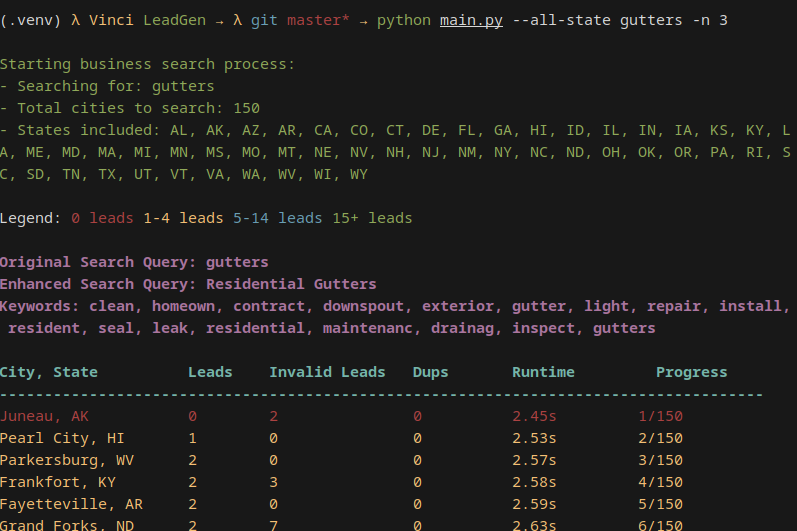 (.venv) λ Vinci LeadGen → λ git master* → python main.py --all-state gutters -n 3
Starting business search process:
- Searching for: gutters
- Total cities to search: 150
- States included: AL, AK, AZ, AR, CA, CO, CT, DE, FL, GA, HI, ID, IL, IN, IA, KS, KY, L
A, ME, MD, MA, MI, MN, MS, MO, MT, NE, NV, NH, NJ, NM, NY, NC, ND, OH, OK, OR, PA, RI, S
C, SD, TN, TX, UT, VT, VA, WA, WV, WI, WY
Legend: 0 leads 1-4 leads 5-14 leads 15+ leads
Original Search Query: gutters
Enhanced Search Query: Residential Gutters
Keywords: clean, homeown, contract, downspout, exterior, gutter, light, repair, install,
resident, seal, leak, residential, maintenanc, drainag, inspect, gutters
City, State Leads Invalid Leads Dups Runtime Progress
-------------------------------------------------------------------------------------
Juneau, AK 0 2 0 2.45s 1/150
Pearl City, HI 1 0 0 2.53s 2/150
Parkersburg, WV 2 0 0 2.57s 3/150
Frankfort, KY 2 3 0 2.58s 4/150
Fayetteville, AR 2 0 0 2.59s 5/150
Grand Forks, ND 2 7 0 2.63s 6/150